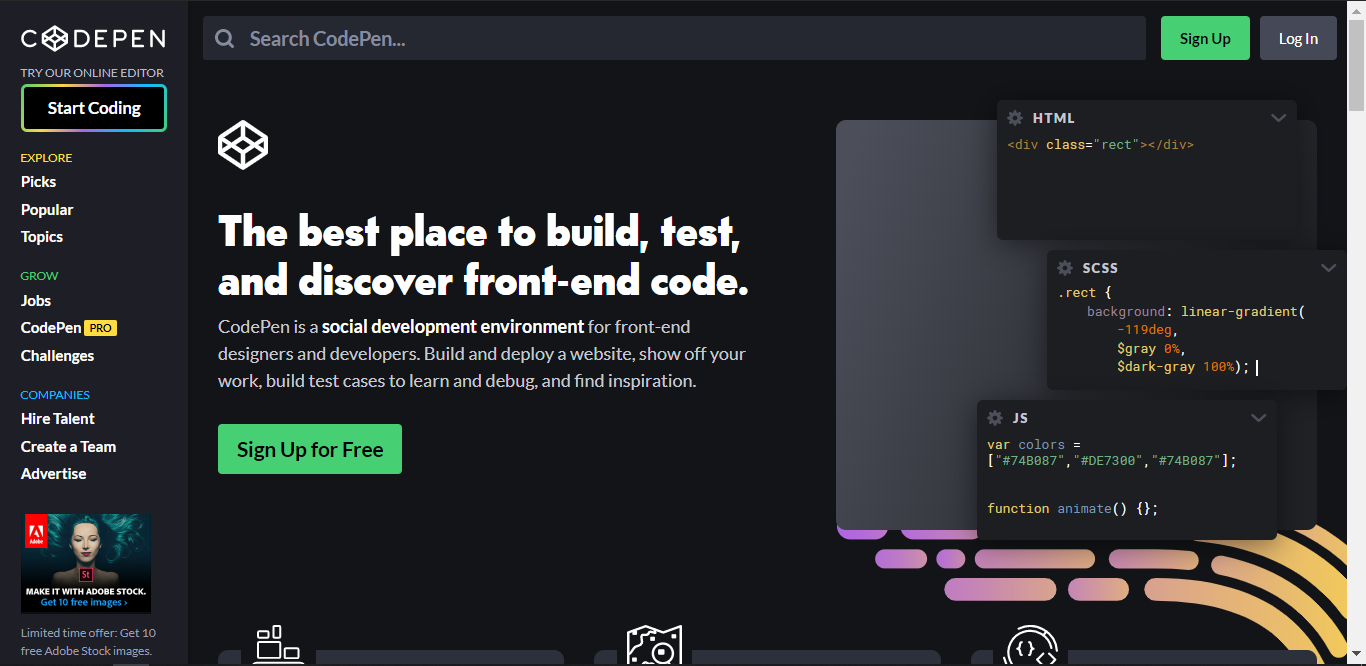 CODEPEN
TRY OUR ONLINE EDITOR
Start Coding
EXPLORE
Picks
Popular
Topics
GROW
Jobs
CodePen PRO
Challenges
COMPANIES
Hire Talent
Create a Team
Advertise
Adobe
St
MAKE IT WITH ADOBE STOCK.
Get 10 free images ›
Limited time offer: Get 10
free Adobe Stock images.
Search CodePen...
Sign Up
Log In
The best place to build, test,
and discover front-end code.
CodePen is a social development environment for front-end
designers and developers. Build and deploy a website, show off your
work, build test cases to learn and debug, and find inspiration.
Sign Up for Free
HTML
<div class="rect"></div>
SCSS
.rect {
background: linear-gradient(
-119deg,
$gray 0%,
$dark-gray 100%);
JS
var colors =
["#74B087","#DE7300","#74B087"];
function animate() {};
{} <>